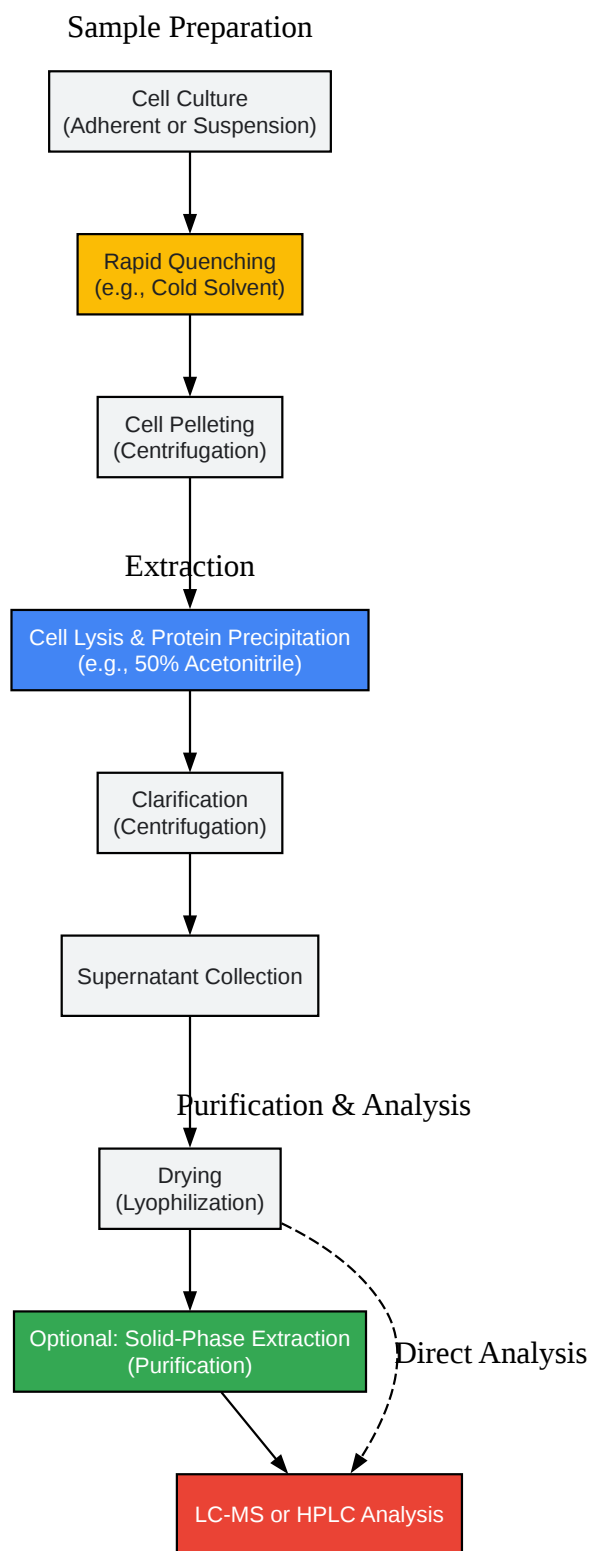 Sample Preparation
Cell Culture
(Adherent or Suspension)
Rapid Quenching
(e.g., Cold Solvent)
Cell Pelleting
(Centrifugation)
Extraction
Cell Lysis & Protein Precipitation
(e.g., 50% Acetonitrile)
Clarification
(Centrifugation)
Supernatant Collection
Purification & Analysis
Drying
(Lyophilization)
Optional: Solid-Phase Extraction
(Purification)
Direct Analysis
LC-MS or HPLC Analysis